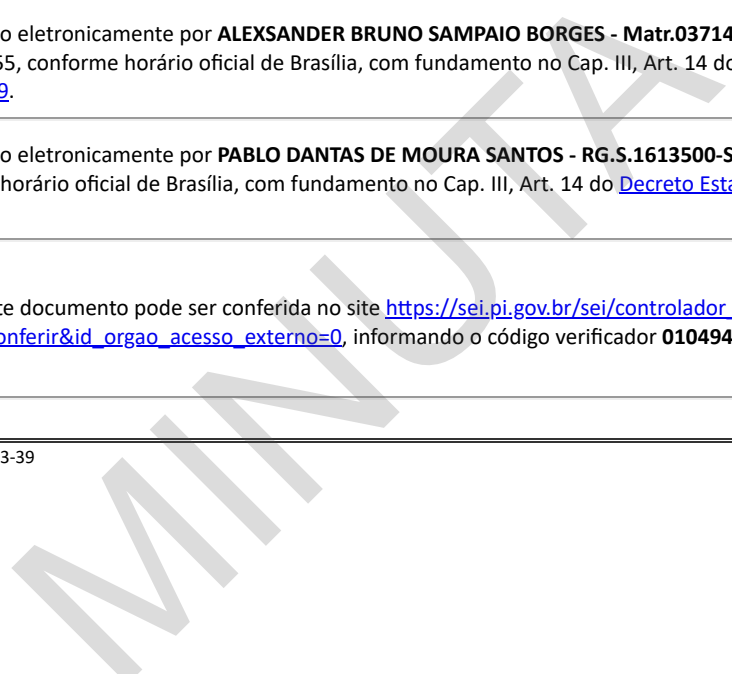 o eletronicamente por ALEXSANDER BRUNO SAMPAIO BORGES - Matr.03714
55, conforme horário oficial de Brasília, com fundamento no Cap. III, Art. 14 do
9.
o eletronicamente por PABLO DANTAS DE MOURA SANTOS - RG.S.1613500-S
horário oficial de Brasília, com fundamento no Cap. III, Art. 14 do Decreto Esta
te documento pode ser conferida no site https://sei.pi.gov.br/sei/controlador_
onferir&id_orgao_acesso_externo=0, informando o código verificador 010494
3-39
MINUTA